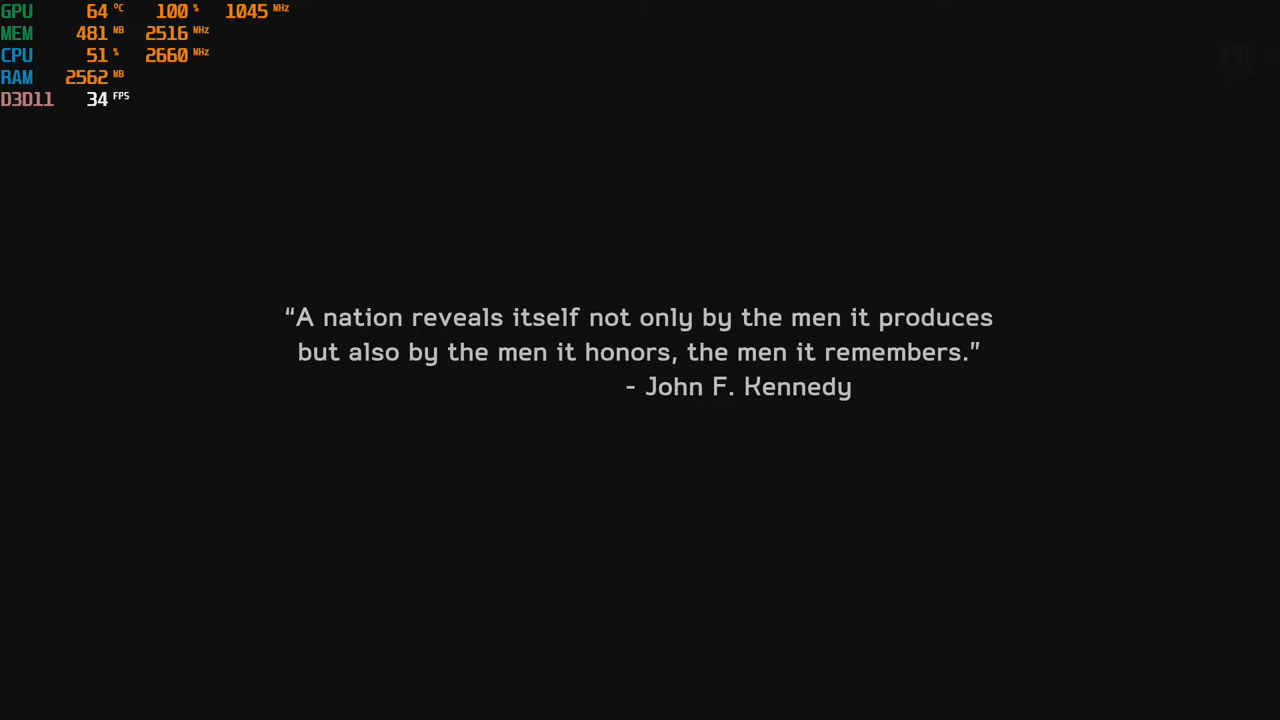 GPU 64 °C 100 % 1045 MHz
MEM 481 MB 2516 MHz
CPU 51 % 2660 MHz
RAM 2562 MB
D3D11 34 FPS
“A nation reveals itself not only by the men it produces
but also by the men it honors, the men it remembers.”
- John F. Kennedy